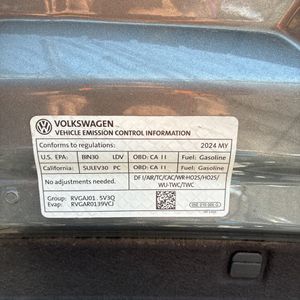 VOLKSWAGEN
VEHICLE EMISSION CONTROL INFORMATION
Conforms to regulations: 2024 MY
U.S. EPA: BIN30 LDV OBD: CA II Fuel: Gasoline
California: SULEV30 PC OBD: CA II Fuel: Gasoline
No adjustments needed. DFI/AIR/TC/CAC/WR-HO2S/HO2S/
WU-TWC/TWC
Group: RVGAJ01.5V3Q
Evap: RVGAR0139VCJ